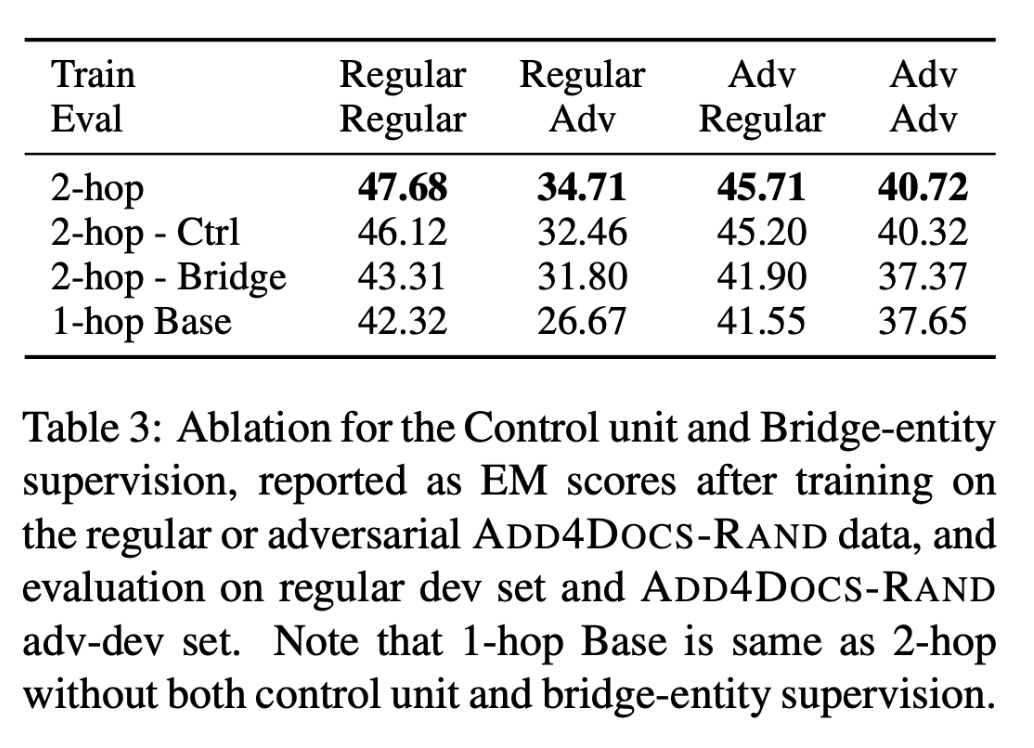 Train Regular Regular Adv Adv
Eval Regular Adv Regular Adv
2-hop 47.68 34.71 45.71 40.72
2-hop - Ctrl 46.12 32.46 45.20 40.32
2-hop - Bridge 43.31 31.80 41.90 37.37
1-hop Base 42.32 26.67 41.55 37.65
Table 3: Ablation for the Control unit and Bridge-entity
supervision, reported as EM scores after training on
the regular or adversarial ADD4DOCS-RAND data, and
evaluation on regular dev set and ADD4DOCS-RAND
adv-dev set. Note that 1-hop Base is same as 2-hop
without both control unit and bridge-entity supervision.